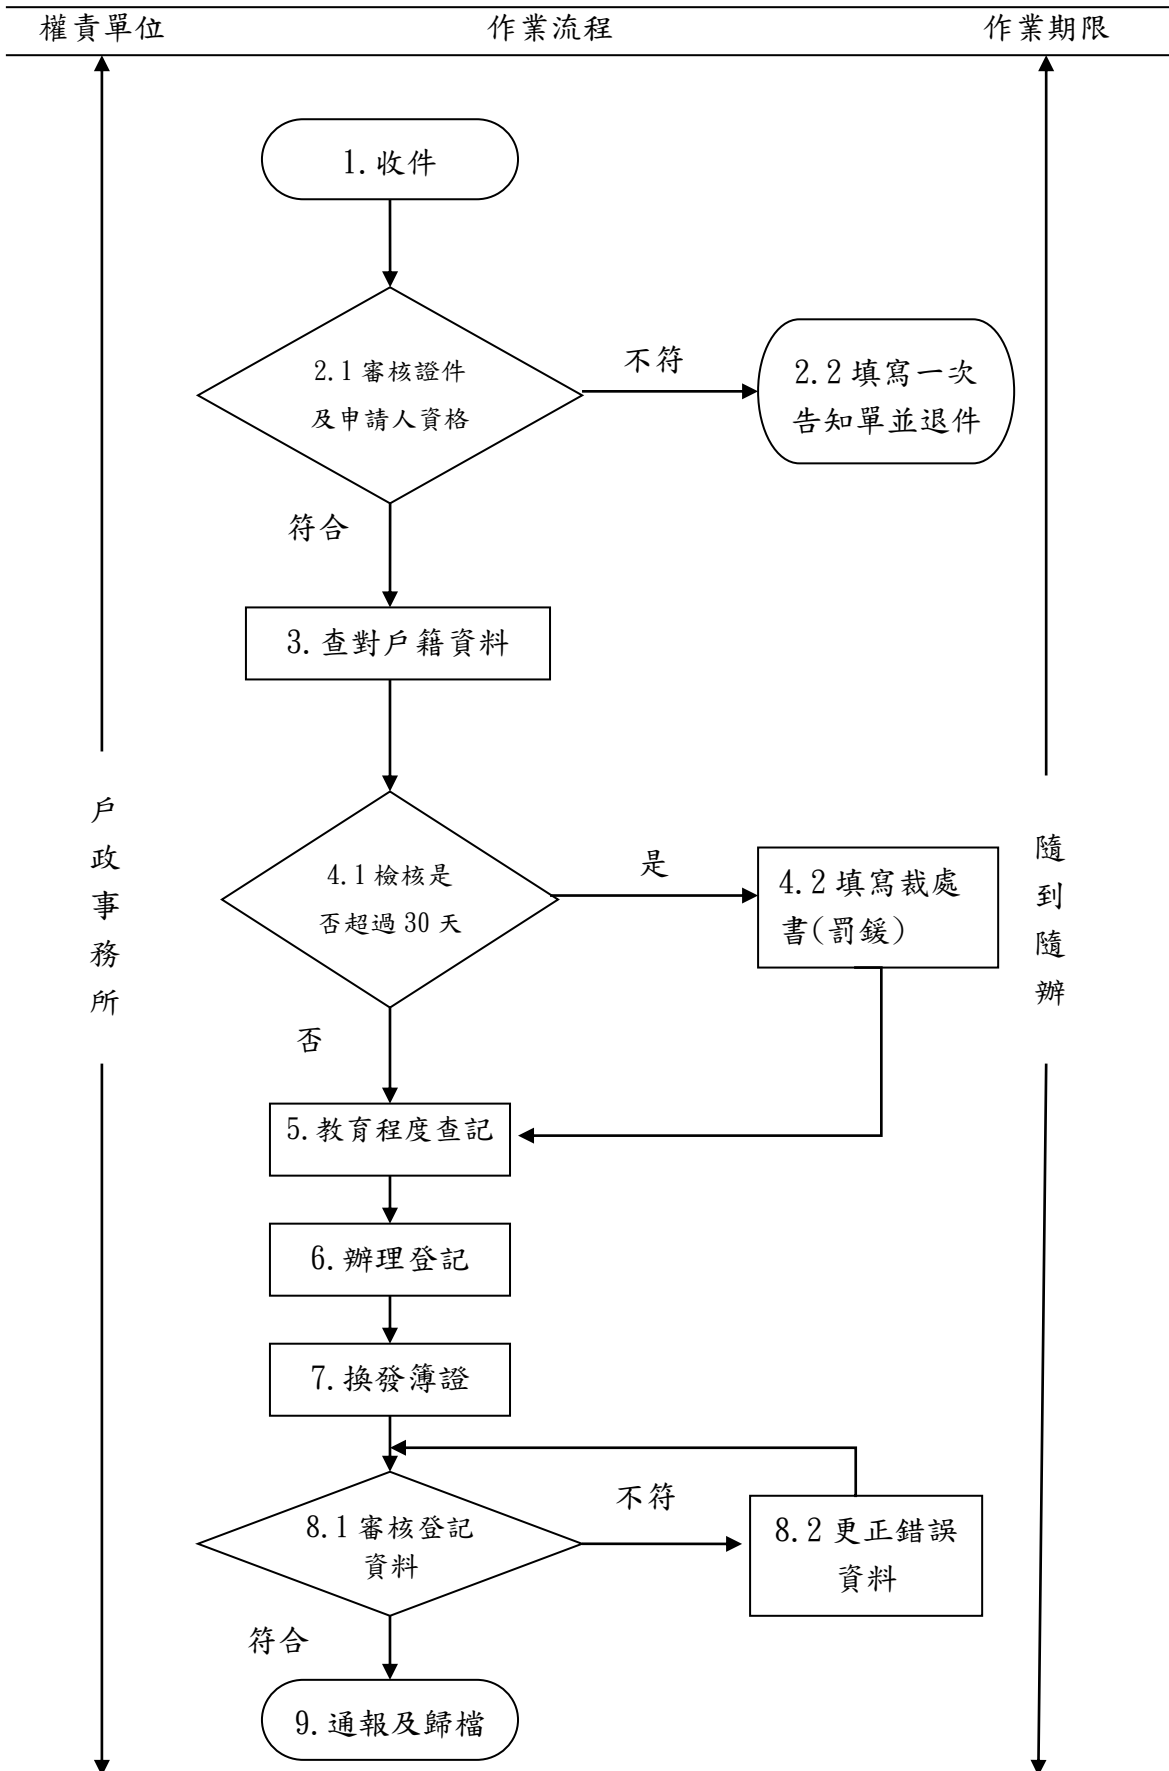 權責單位 作業流程 作業期限
1.收件
2.1 審核證件
及申請人資格
不符
2.2 填寫一次
告知單並退件
符合
3.查對戶籍資料
戶
政
事
務
所
4.1 檢核是
否超過 30 天
是
4.2 填寫裁處
書(罰鍰)
隨
到
隨
辦
否
5.教育程度查記
6.辦理登記
7.換發簿證
8.1 審核登記
資料
不符
8.2 更正錯誤
資料
符合
9.通報及歸檔